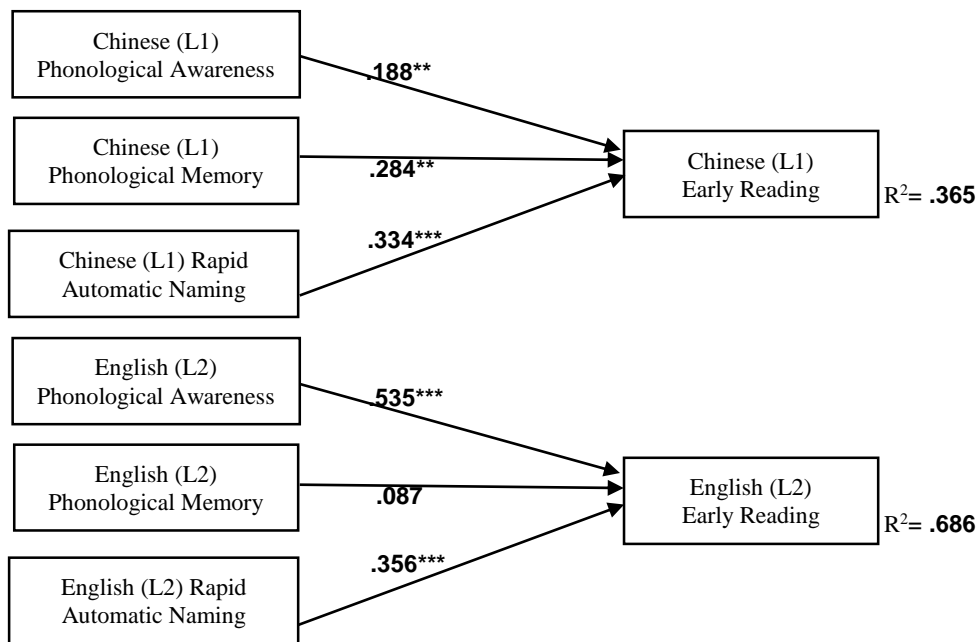 Chinese (L1)
Phonological Awareness
.188**
Chinese (L1)
Phonological Memory
.284**
Chinese (L1)
Early Reading
R²= .365
Chinese (L1) Rapid
Automatic Naming
.334***
English (L2)
Phonological Awareness
.535***
English (L2)
Phonological Memory
.087
English (L2)
Early Reading
R²= .686
English (L2) Rapid
Automatic Naming
.356***